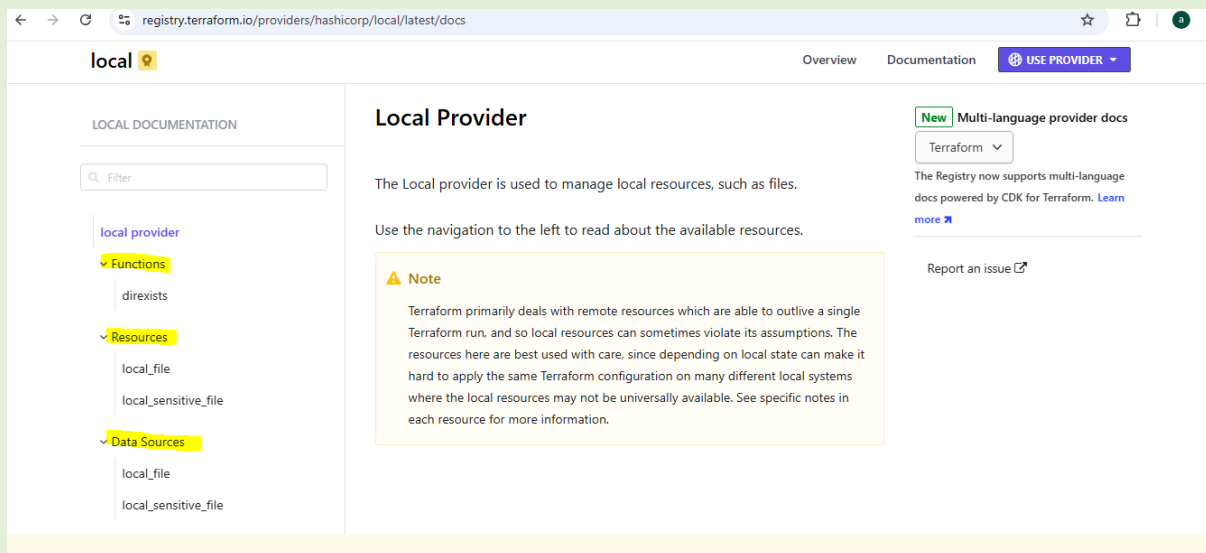 registry.terraform.io/providers/hashicorp/local/latest/docs
a
local
Overview
Documentation
USE PROVIDER
LOCAL DOCUMENTATION
Filter
local provider
Functions
direxists
Resources
local_file
local_sensitive_file
Data Sources
local_file
local_sensitive_file
Local Provider
The Local provider is used to manage local resources, such as files.
Use the navigation to the left to read about the available resources.
Note
Terraform primarily deals with remote resources which are able to outlive a single
Terraform run, and so local resources can sometimes violate its assumptions. The
resources here are best used with care, since depending on local state can make it
hard to apply the same Terraform configuration on many different local systems
where the local resources may not be universally available. See specific notes in
each resource for more information.
New Multi-language provider docs
Terraform
The Registry now supports multi-language
docs powered by CDK for Terraform. Learn
more
Report an issue